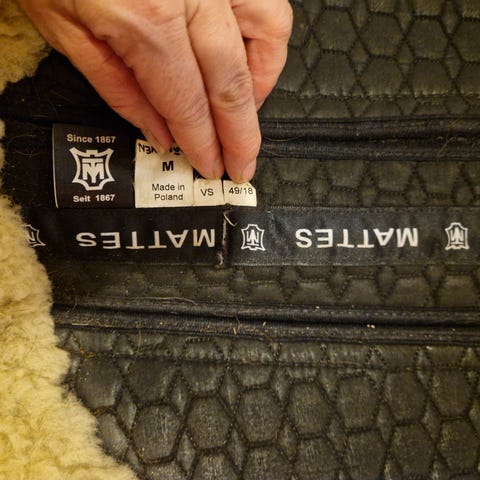 Since 1867
Seit 1867
M
Made in
Poland
VS
49/18
MATTES
MATTES